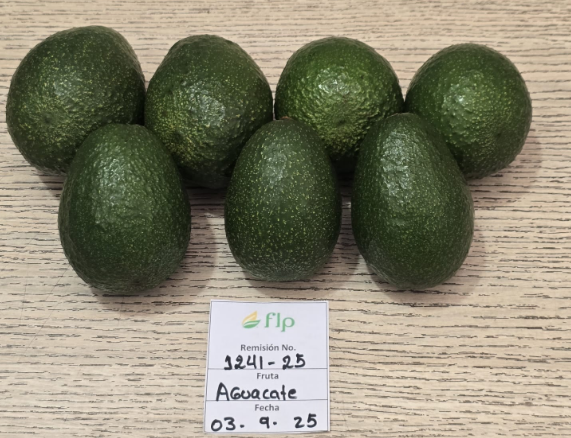 flp
Remisión No.
1241-25
Fruta
Aguacate
Fecha
03. 9. 25